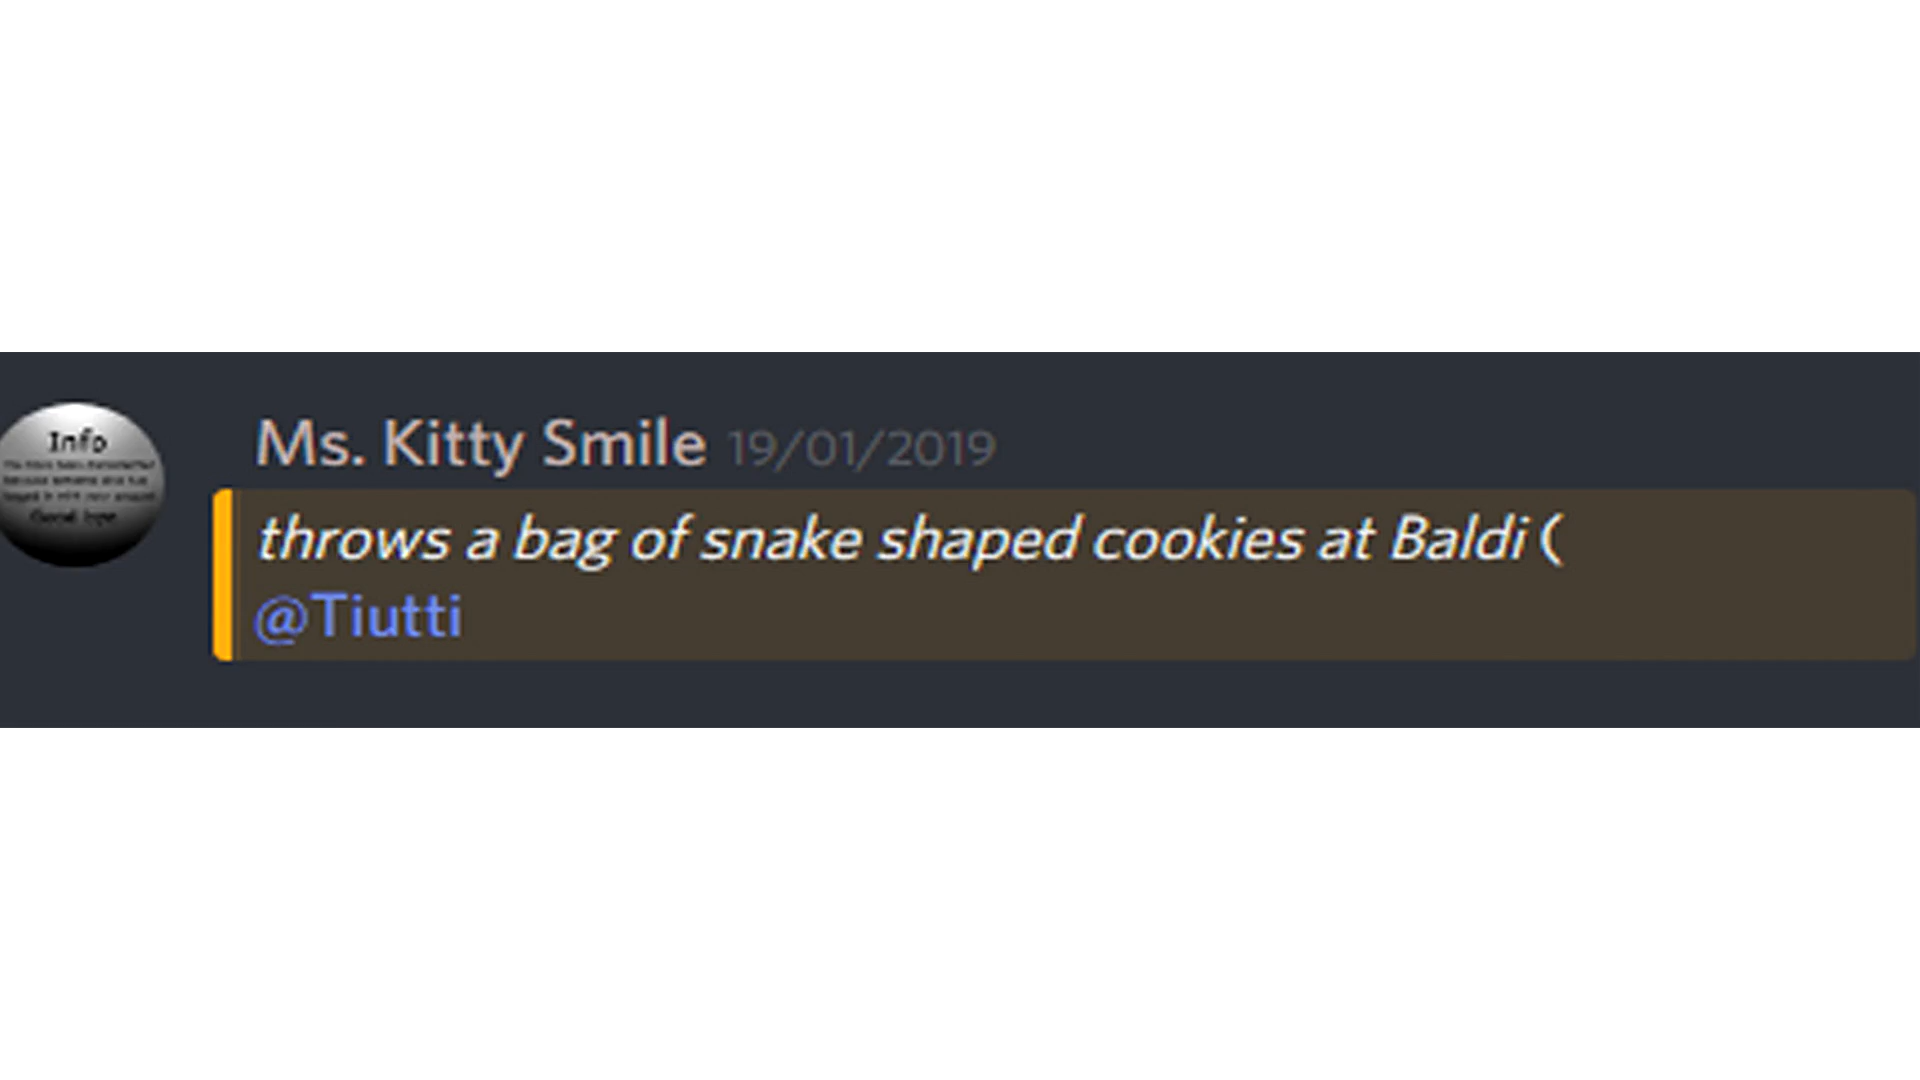 Info
Ms. Kitty Smile 19/01/2019
throws a bag of snake shaped cookies at Baldi (
@Tiutti